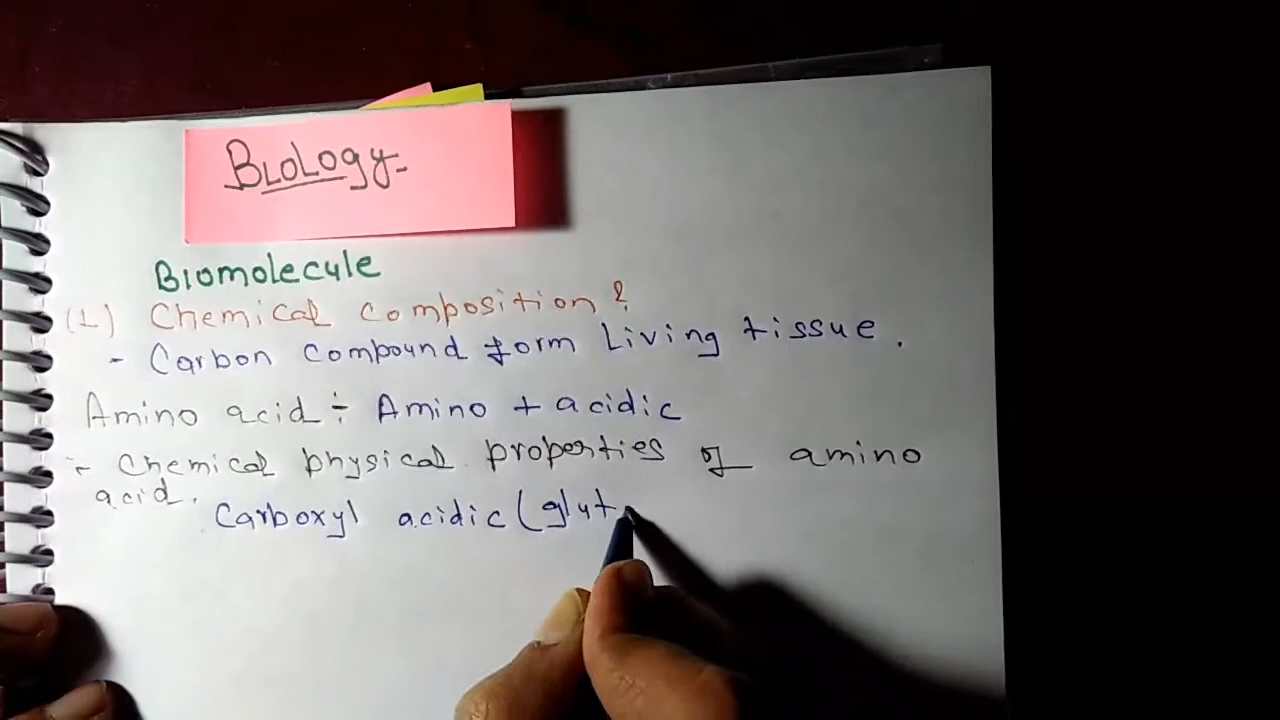 Biology-
Biomolecule
(1) Chemical composition?
- Carbon compound form Living tissue.
Amino acid ÷ Amino + acidic
- Chemical physical properties of amino
acid.
Carboxyl acidic (glut